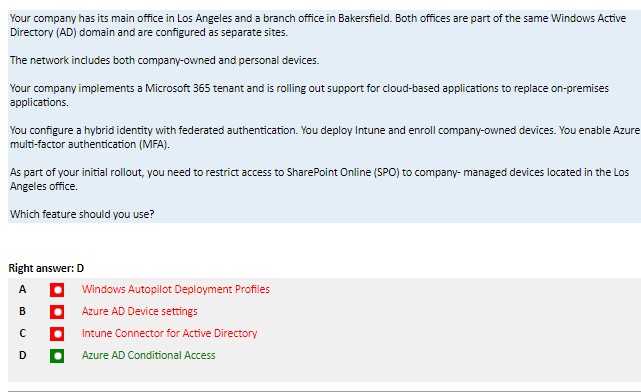 Your company has its main office in Los Angeles and a branch office in Bakersfield. Both offices are part of the same Windows Active
Directory (AD) domain and are configured as separate sites.
The network includes both company-owned and personal devices.
Your company implements a Microsoft 365 tenant and is rolling out support for cloud-based applications to replace on-premises
applications.
You configure a hybrid identity with federated authentication. You deploy Intune and enroll company-owned devices. You enable Azure
multi-factor authentication (MFA).
As part of your initial rollout, you need to restrict access to SharePoint Online (SPO) to company- managed devices located in the Los
Angeles office.
Which feature should you use?
Right answer: D
A Windows Autopilot Deployment Profiles
B Azure AD Device settings
C Intune Connector for Active Directory
D Azure AD Conditional Access